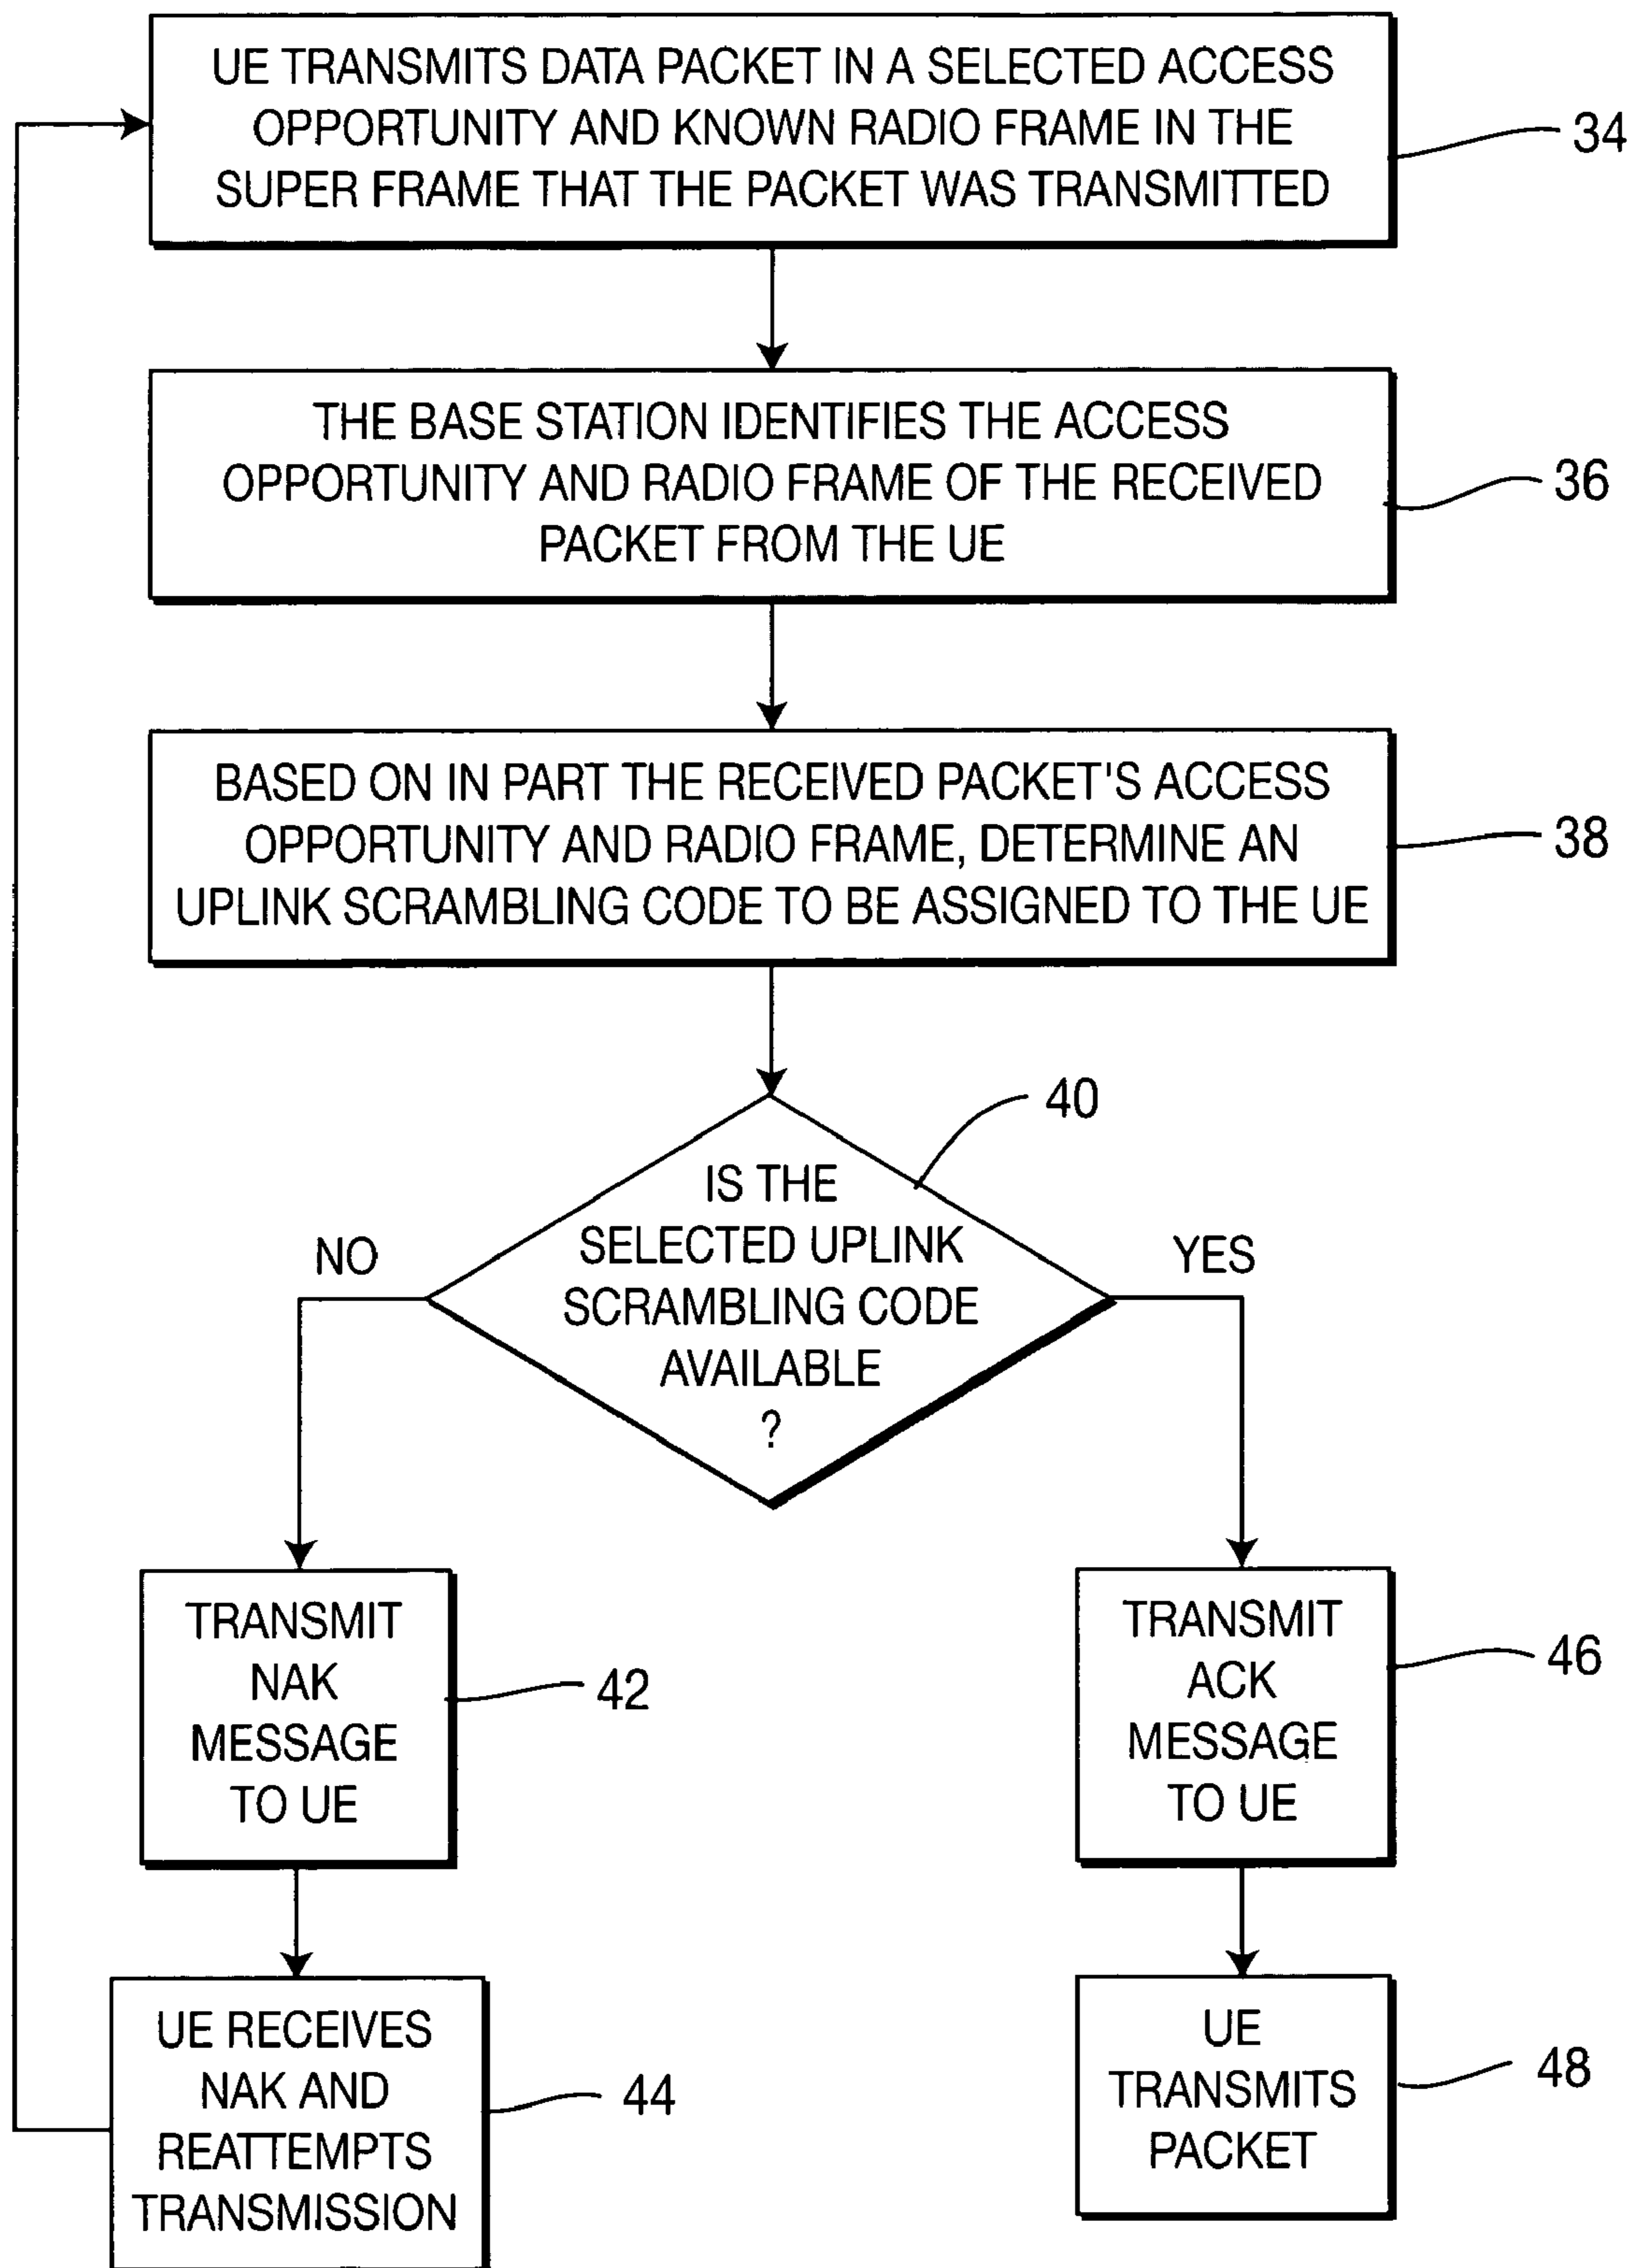 UE TRANSMITS DATA PACKET IN A SELECTED ACCESS
OPPORTUNITY AND KNOWN RADIO FRAME IN THE
SUPER FRAME THAT THE PACKET WAS TRANSMITTED
34
THE BASE STATION IDENTIFIES THE ACCESS
OPPORTUNITY AND RADIO FRAME OF THE RECEIVED
PACKET FROM THE UE
36
BASED ON IN PART THE RECEIVED PACKET'S ACCESS
OPPORTUNITY AND RADIO FRAME, DETERMINE AN
UPLINK SCRAMBLING CODE TO BE ASSIGNED TO THE UE
38
40
IS THE
SELECTED UPLINK
SCRAMBLING CODE
AVAILABLE
?
NO
YES
TRANSMIT
NAK
MESSAGE
TO UE
42
TRANSMIT
ACK
MESSAGE
TO UE
46
UE RECEIVES
NAK AND
REATTEMPTS
TRANSMISSION
44
UE
TRANSMITS
PACKET
48